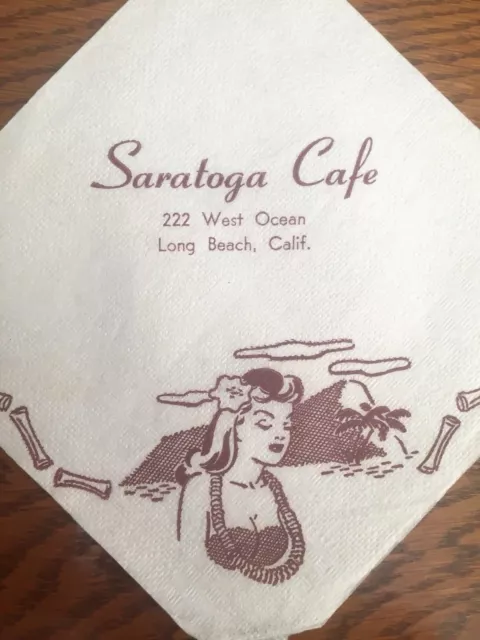 Saratoga Cafe
222 West Ocean
Long Beach, Calif.